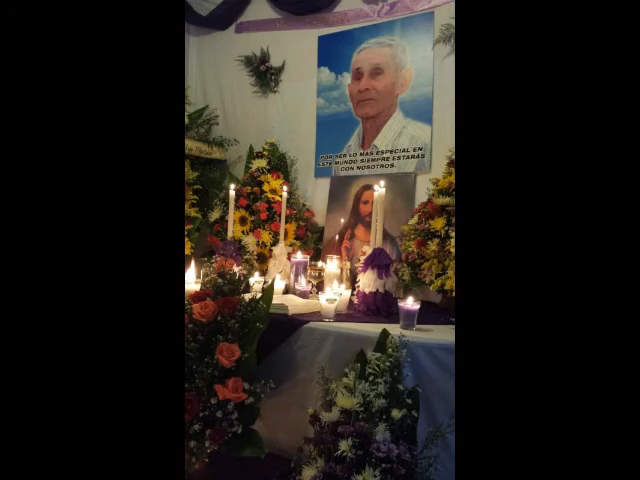 POR SER LO MAS ESPECIAL EN
ESTE MUNDO SIEMPRE ESTARAS
CON NOSOTROS...